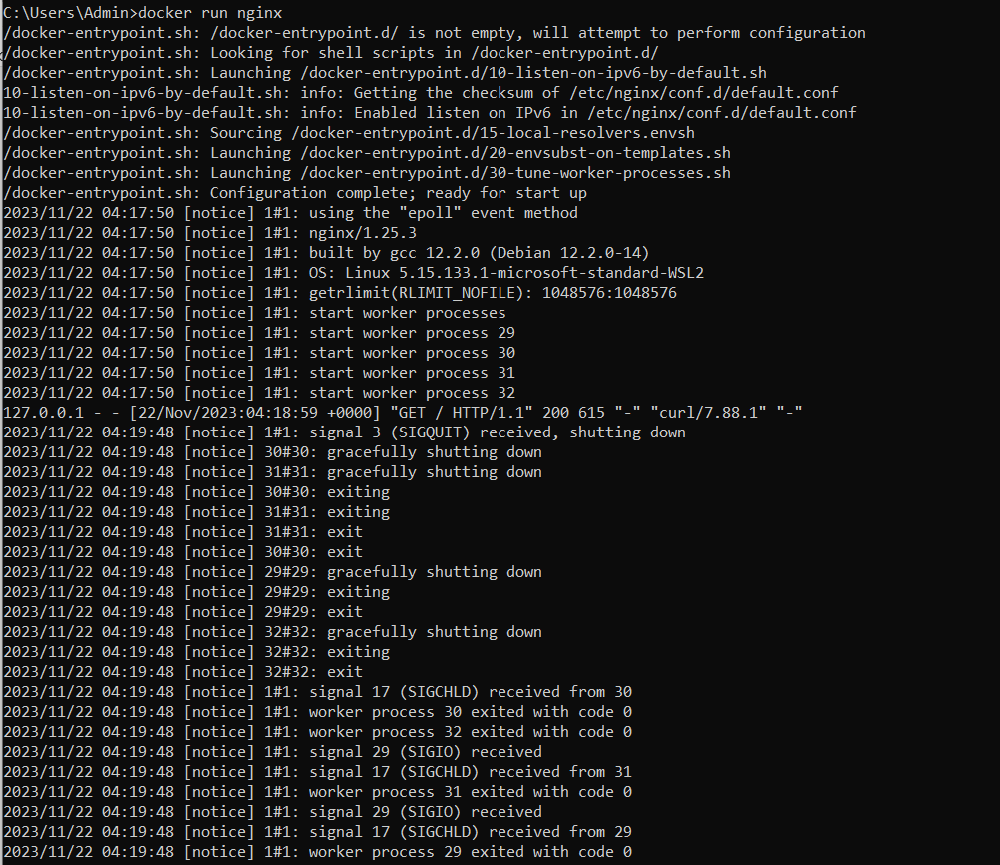 C:\Users\Admin>docker run nginx
/docker-entrypoint.sh: /docker-entrypoint.d/ is not empty, will attempt to perform configuration
/docker-entrypoint.sh: Looking for shell scripts in /docker-entrypoint.d/
/docker-entrypoint.sh: Launching /docker-entrypoint.d/10-listen-on-ipv6-by-default.sh
10-listen-on-ipv6-by-default.sh: info: Getting the checksum of /etc/nginx/conf.d/default.conf
10-listen-on-ipv6-by-default.sh: info: Enabled listen on IPv6 in /etc/nginx/conf.d/default.conf
/docker-entrypoint.sh: Sourcing /docker-entrypoint.d/15-local-resolvers.envsh
/docker-entrypoint.sh: Launching /docker-entrypoint.d/20-envsubst-on-templates.sh
/docker-entrypoint.sh: Launching /docker-entrypoint.d/30-tune-worker-processes.sh
/docker-entrypoint.sh: Configuration complete; ready for start up
2023/11/22 04:17:50 [notice] 1#1: using the "epoll" event method
2023/11/22 04:17:50 [notice] 1#1: nginx/1.25.3
2023/11/22 04:17:50 [notice] 1#1: built by gcc 12.2.0 (Debian 12.2.0-14)
2023/11/22 04:17:50 [notice] 1#1: OS: Linux 5.15.133.1-microsoft-standard-WSL2
2023/11/22 04:17:50 [notice] 1#1: getrlimit(RLIMIT_NOFILE): 1048576:1048576
2023/11/22 04:17:50 [notice] 1#1: start worker processes
2023/11/22 04:17:50 [notice] 1#1: start worker process 29
2023/11/22 04:17:50 [notice] 1#1: start worker process 30
2023/11/22 04:17:50 [notice] 1#1: start worker process 31
2023/11/22 04:17:50 [notice] 1#1: start worker process 32
127.0.0.1 - - [22/Nov/2023:04:18:59 +0000] "GET / HTTP/1.1" 200 615 "-" "curl/7.88.1" "-"
2023/11/22 04:19:48 [notice] 1#1: signal 3 (SIGQUIT) received, shutting down
2023/11/22 04:19:48 [notice] 30#30: gracefully shutting down
2023/11/22 04:19:48 [notice] 31#31: gracefully shutting down
2023/11/22 04:19:48 [notice] 30#30: exiting
2023/11/22 04:19:48 [notice] 31#31: exiting
2023/11/22 04:19:48 [notice] 31#31: exit
2023/11/22 04:19:48 [notice] 30#30: exit
2023/11/22 04:19:48 [notice] 29#29: gracefully shutting down
2023/11/22 04:19:48 [notice] 29#29: exiting
2023/11/22 04:19:48 [notice] 29#29: exit
2023/11/22 04:19:48 [notice] 32#32: gracefully shutting down
2023/11/22 04:19:48 [notice] 32#32: exiting
2023/11/22 04:19:48 [notice] 32#32: exit
2023/11/22 04:19:48 [notice] 1#1: signal 17 (SIGCHLD) received from 30
2023/11/22 04:19:48 [notice] 1#1: worker process 30 exited with code 0
2023/11/22 04:19:48 [notice] 1#1: worker process 32 exited with code 0
2023/11/22 04:19:48 [notice] 1#1: signal 29 (SIGIO) received
2023/11/22 04:19:48 [notice] 1#1: signal 17 (SIGCHLD) received from 31
2023/11/22 04:19:48 [notice] 1#1: worker process 31 exited with code 0
2023/11/22 04:19:48 [notice] 1#1: signal 29 (SIGIO) received
2023/11/22 04:19:48 [notice] 1#1: signal 17 (SIGCHLD) received from 29
2023/11/22 04:19:48 [notice] 1#1: worker process 29 exited with code 0